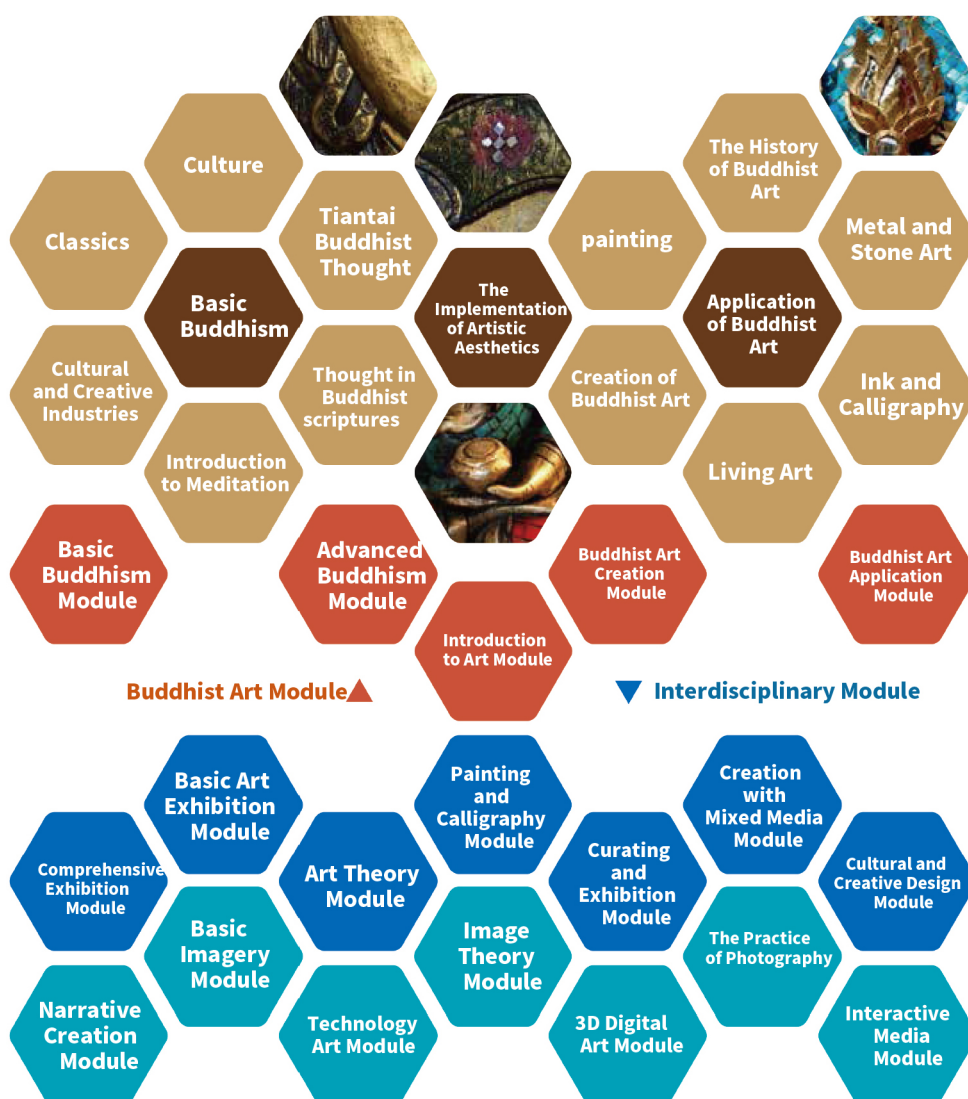 Culture
The History
of Buddhist
Art
Classics
Tiantai
Buddhist
Thought
painting
Metal and
Stone Art
Basic
Buddhism
The
Implementation
of Artistic
Aesthetics
Application
of Buddhist
Art
Cultural
and Creative
Industries
Thought in
Buddhist
scriptures
Creation of
Buddhist Art
Ink and
Calligraphy
Introduction
to Meditation
Living Art
Basic
Buddhism
Module
Advanced
Buddhism
Module
Buddhist Art
Creation
Module
Buddhist Art
Application
Module
Introduction
to Art Module
Buddhist Art Module
Interdisciplinary Module
Basic Art
Exhibition
Module
Painting
and
Calligraphy
Module
Creation
with
Mixed Media
Module
Comprehensive
Exhibition
Module
Art Theory
Module
Curating
and
Exhibition
Module
Cultural and
Creative Design
Module
Basic
Imagery
Module
Image
Theory
Module
The Practice
of Photography
Narrative
Creation
Module
Technology
Art Module
3D Digital
Art Module
Interactive
Media
Module